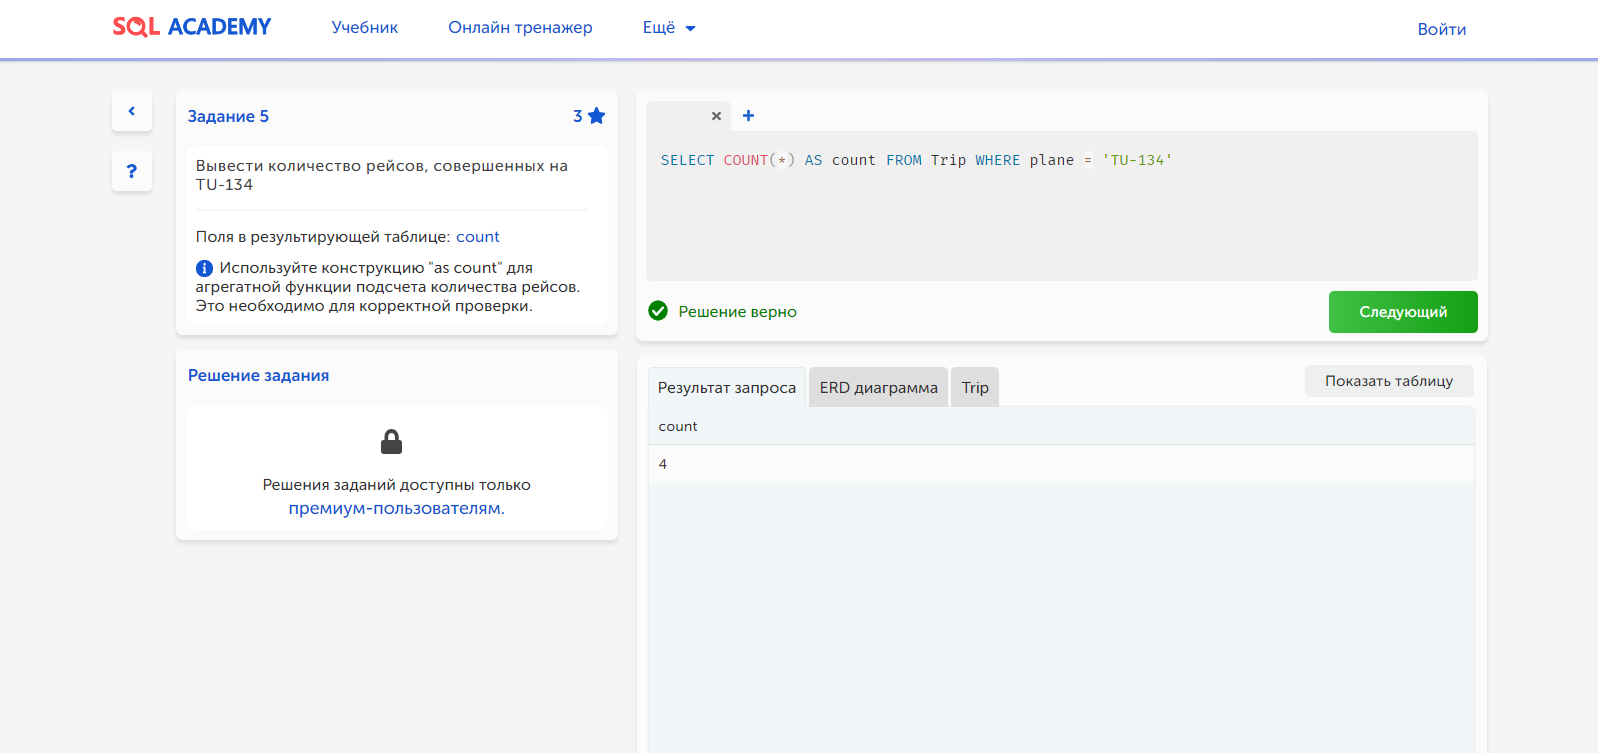 SQL ACADEMY
Учебник
Онлайн тренажер
Ещё
Войти
Задание 5
3
Вывести количество рейсов, совершенных на
TU-134
Поля в результирующей таблице: count
Используйте конструкцию "as count" для
агрегатной функции подсчета количества рейсов.
Это необходимо для корректной проверки.
Решение задания
Решения заданий доступны только
премиум-пользователям.
SELECT COUNT(*) AS count FROM Trip WHERE plane = 'TU-134'
Решение верно
Следующий
Результат запроса
ERD диаграмма
Trip
Показать таблицу
count
4